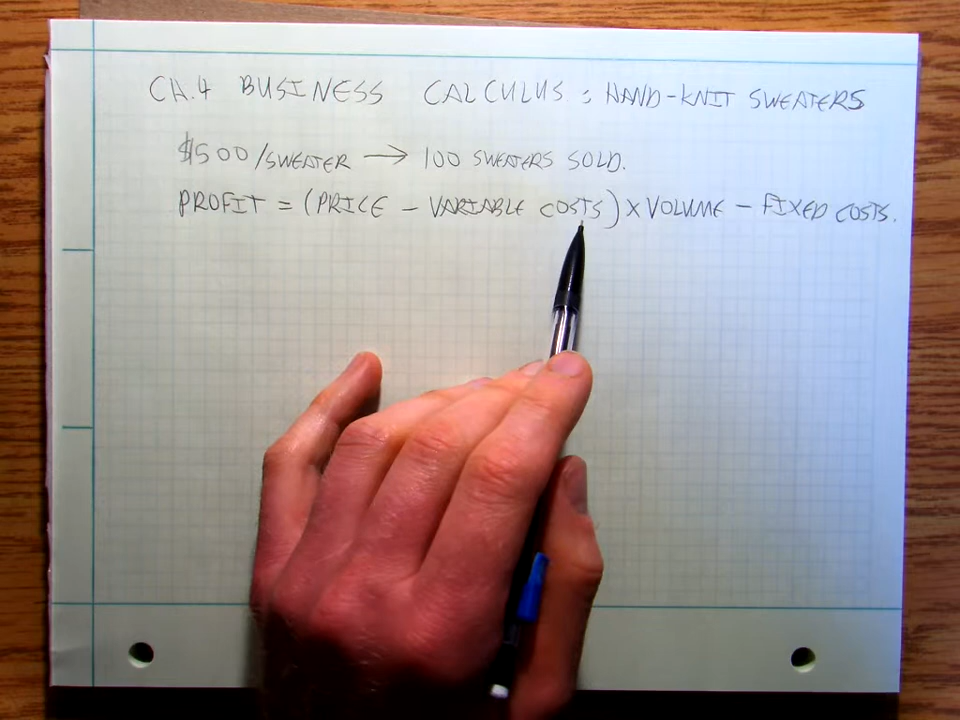 CH.4 BUSINESS CALCULUS : HAND-KNIT SWEATERS
$500/SWEATER → 100 SWEATERS SOLD.
PROFIT = (PRICE - VARIABLE COSTS) x VOLUME - FIXED COSTS.